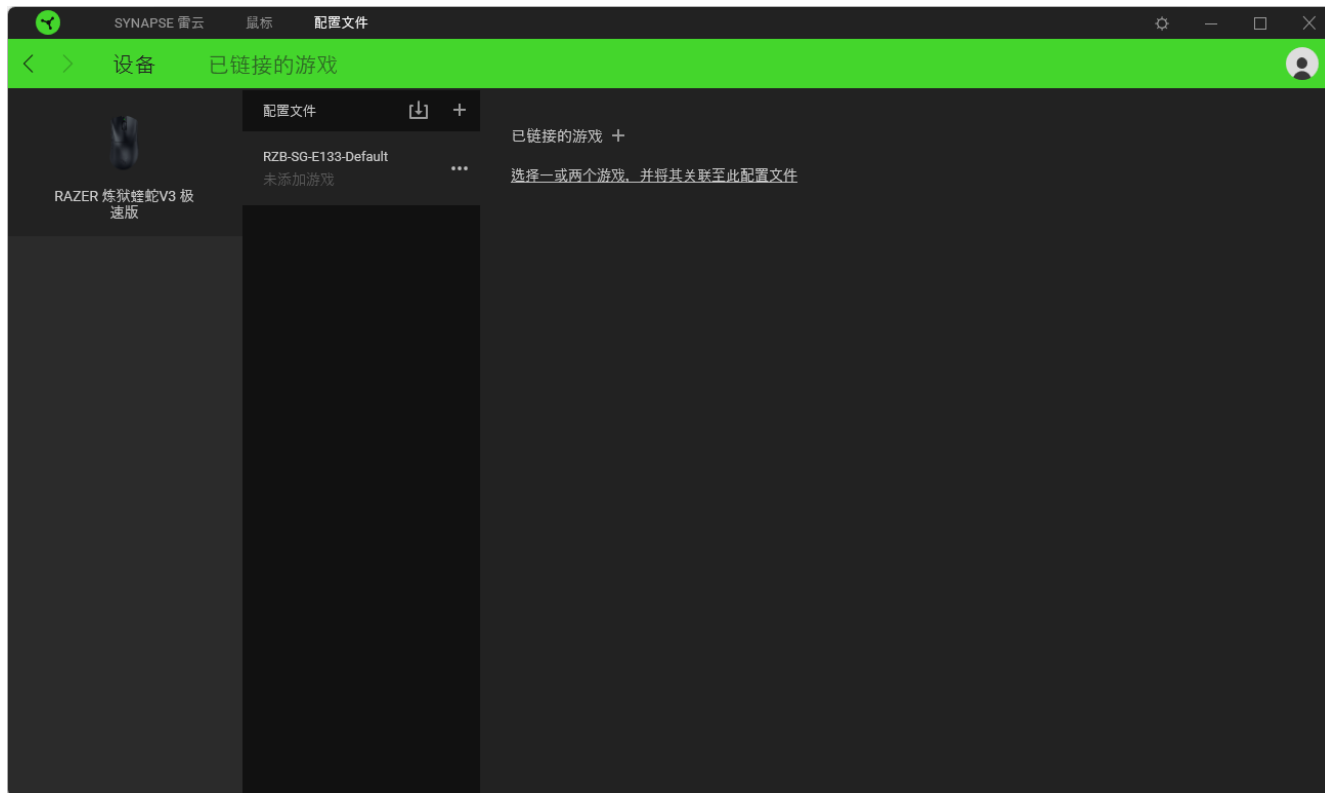 SYNAPSE 雷云 鼠标 配置文件
设备 已链接的游戏
RAZER 炼狱蝰蛇V3 极
速版
配置文件
RZB-SG-E133-Default
未添加游戏
已链接的游戏 +
选择一或两个游戏，并将其关联至此配置文件